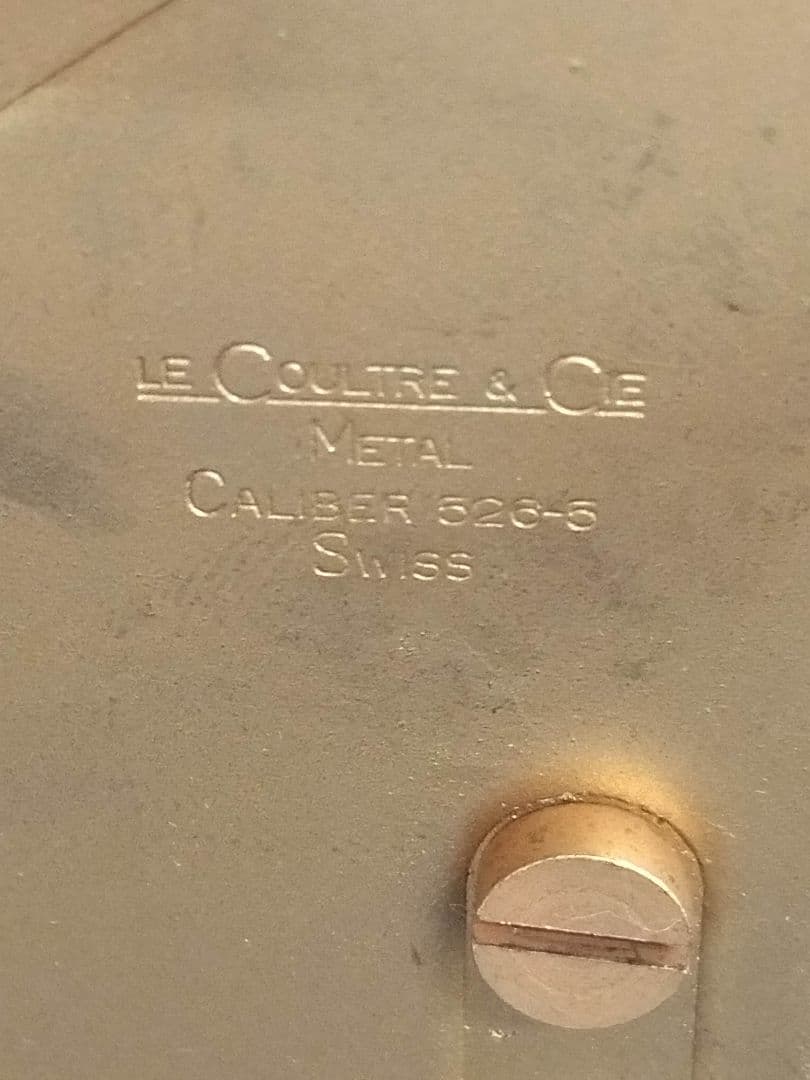 LE COULTRE & CIE
METAL
CALIBER 526-5
SWISS